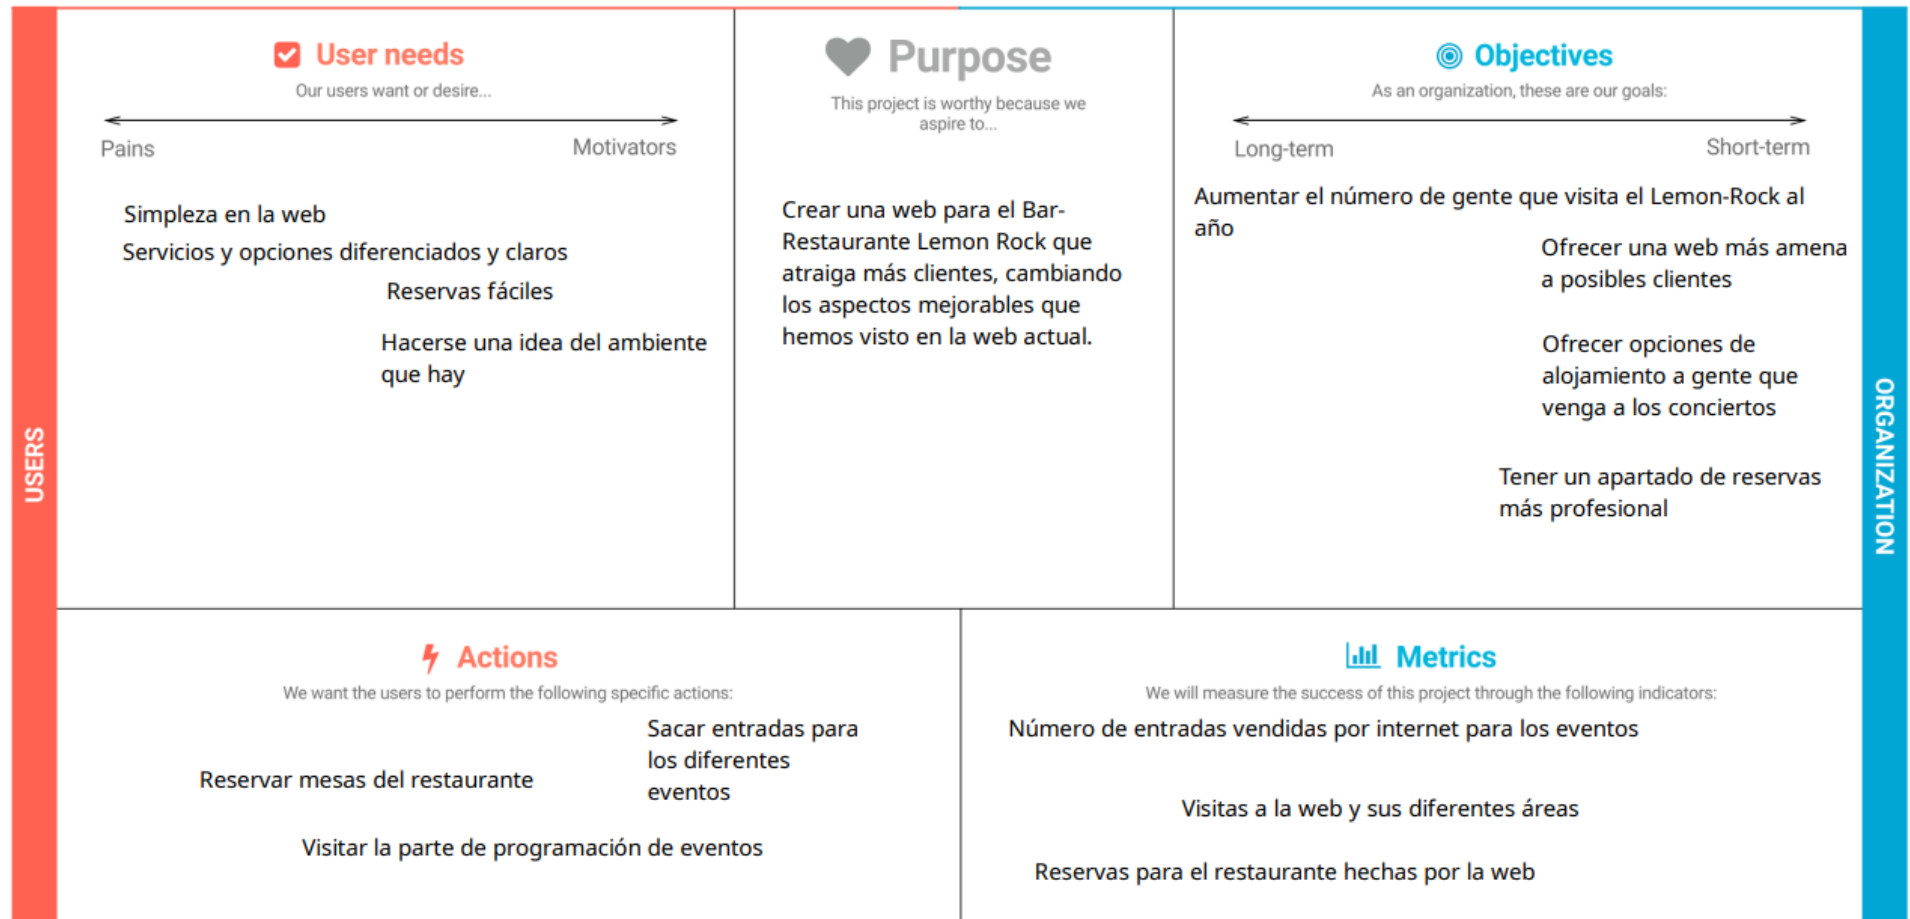 User needs
Our users want or desire...
Pains
Motivators
Simpleza en la web
Servicios y opciones diferenciados y claros
Reservas fáciles
Hacerse una idea del ambiente
que hay
Purpose
This project is worthy because we
aspire to...
Crear una web para el Bar-
Restaurante Lemon Rock que
atraiga más clientes, cambiando
los aspectos mejorables que
hemos visto en la web actual.
Objectives
As an organization, these are our goals:
Long-term
Short-term
Aumentar el número de gente que visita el Lemon-Rock al
año
Ofrecer una web más amena
a posibles clientes
Ofrecer opciones de
alojamiento a gente que
venga a los conciertos
Tener un apartado de reservas
más profesional
USERS
ORGANIZATION
Actions
We want the users to perform the following specific actions:
Sacar entradas para
los diferentes
eventos
Reservar mesas del restaurante
Visitar la parte de programación de eventos
Metrics
We will measure the success of this project through the following indicators:
Número de entradas vendidas por internet para los eventos
Visitas a la web y sus diferentes áreas
Reservas para el restaurante hechas por la web